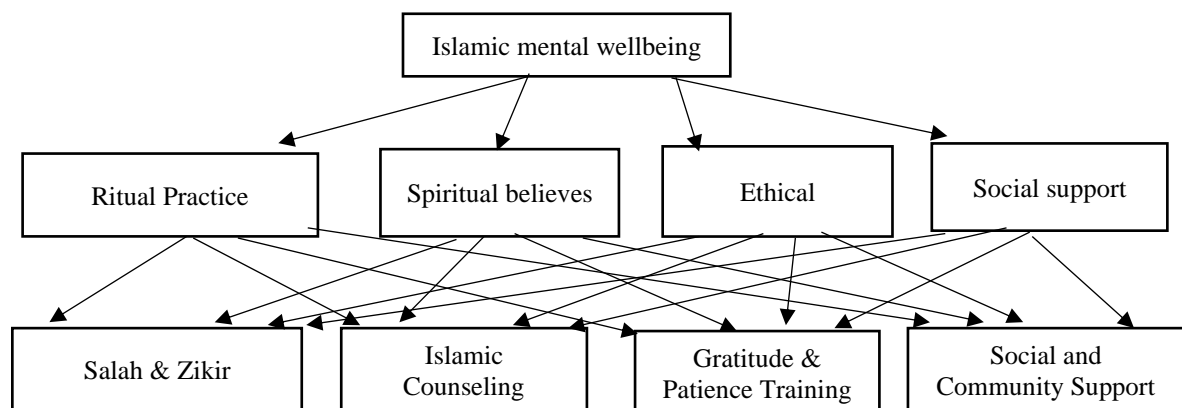 Islamic mental wellbeing
Ritual Practice
Spiritual believes
Ethical
Social support
Salah & Zikir
Islamic
Counseling
Gratitude &
Patience Training
Social and
Community Support